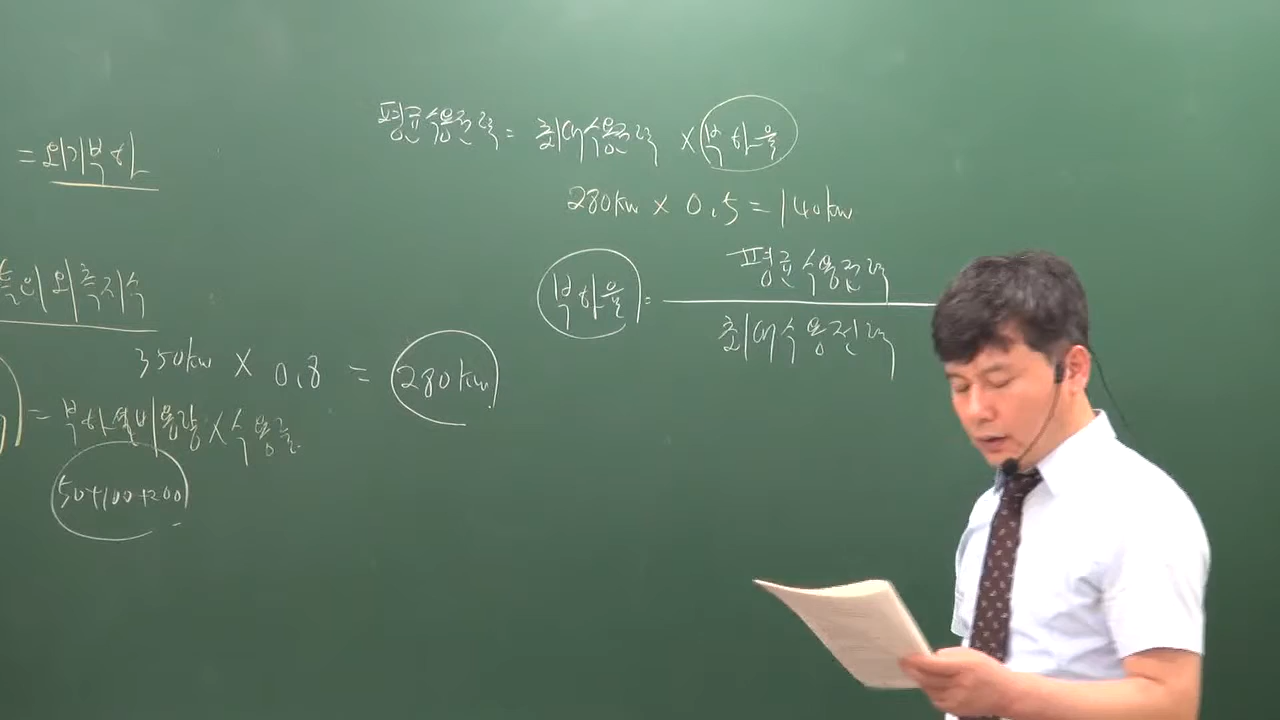 = 외기부하
350kw × 0.8 = 280kw
= 부하설비용량 × 수용률
50+100+200
평균수용전력 = 최대수용전력 × 부하율
280kw × 0.5 = 140kw
부하율 = 평균수용전력
최대수용전력